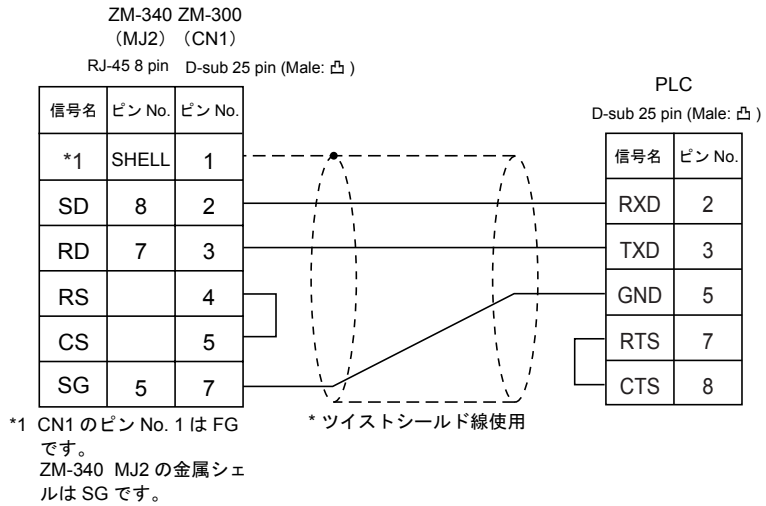 ZM-340 ZM-300
（MJ2）（CN1）
RJ-45 8 pin D-sub 25 pin (Male: 凸 )
信号名 ピン No. ピン No.
*1 SHELL 1
SD 8 2
RD 7 3
RS 4
CS 5
SG 5 7
PLC
D-sub 25 pin (Male: 凸 )
信号名 ピン No.
RXD 2
TXD 3
GND 5
RTS 7
CTS 8
* ツイストシールド線使用
*1 CN1 のピン No. 1 は FG
です。
ZM-340 MJ2 の金属シェ
ルは SG です。